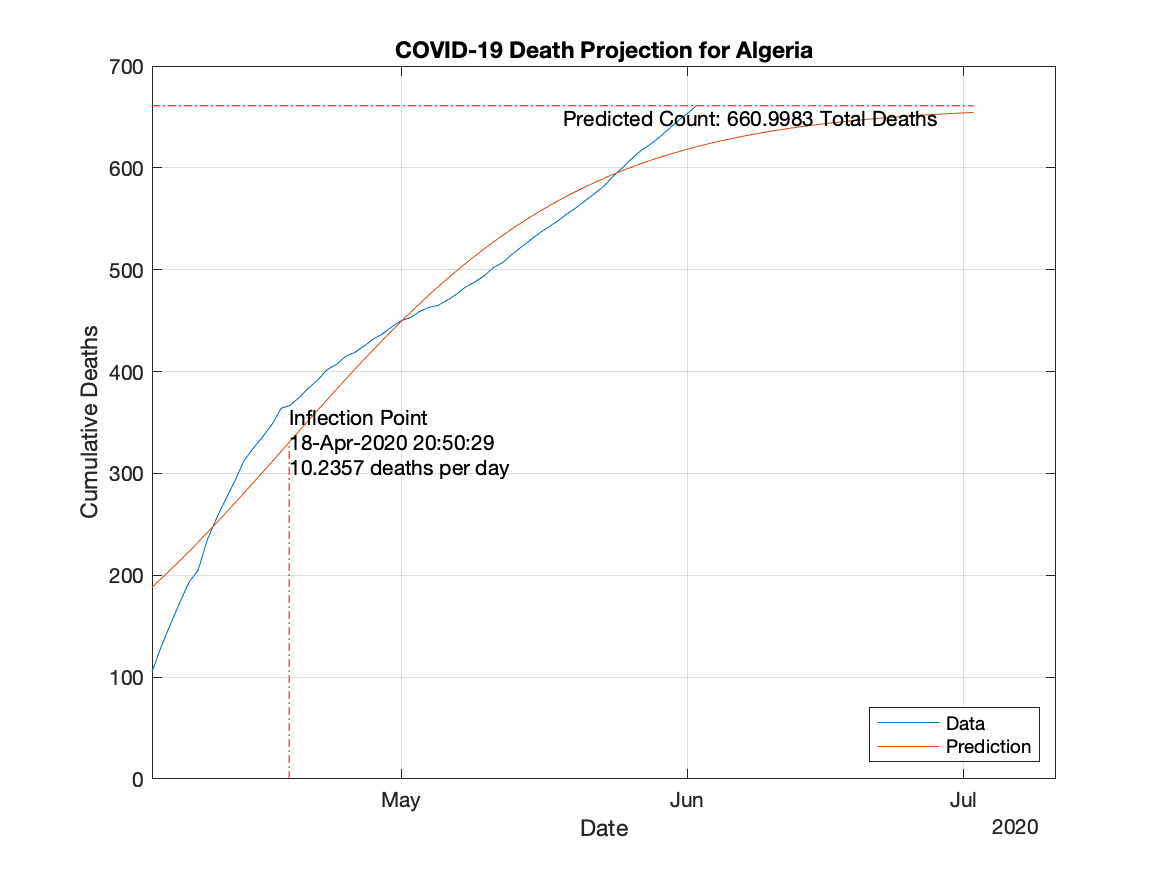 COVID-19 Death Projection for Algeria
700
600
500
400
300
200
100
0
Cumulative Deaths
Predicted Count: 660.9983 Total Deaths
Inflection Point
18-Apr-2020 20:50:29
10.2357 deaths per day
Data
Prediction
May
Jun
Jul
Date
2020